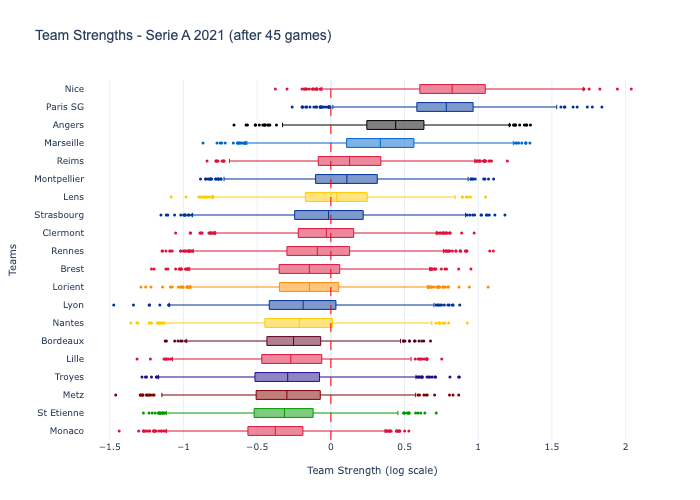 Team Strengths - Serie A 2021 (after 45 games)
Nice
Paris SG
Angers
Marseille
Reims
Montpellier
Lens
Strasbourg
Clermont
Rennes
Brest
Lorient
Lyon
Nantes
Bordeaux
Lille
Troyes
Metz
St Etienne
Monaco
Teams
−1.5 −1 −0.5 0 0.5 1 1.5 2
Team Strength (log scale)